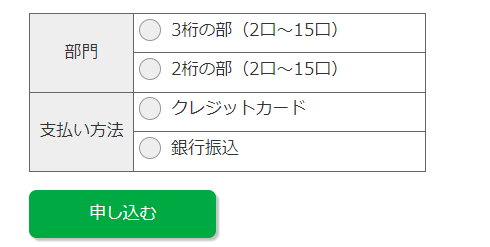 部門
3桁の部（2口～15口）
2桁の部（2口～15口）
支払い方法
クレジットカード
銀行振込
申し込む